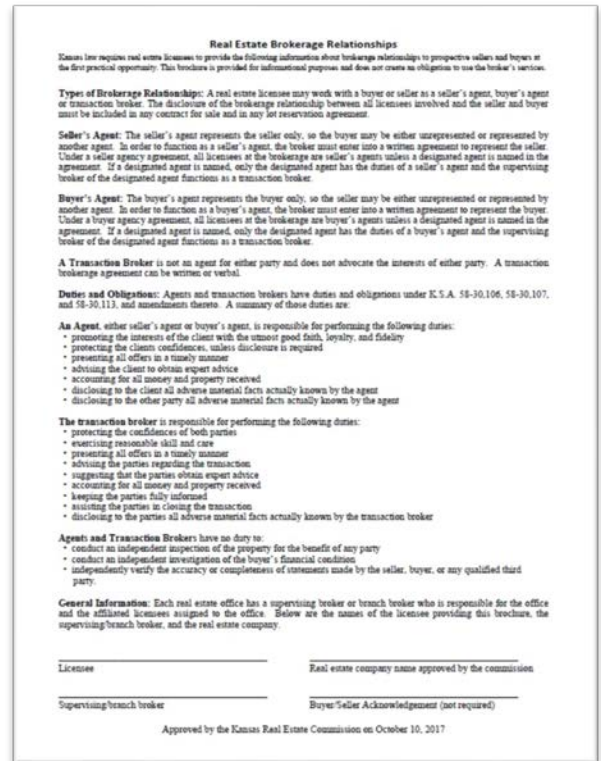 Real Estate Brokerage Relationships
Kansas law requires real estate licensees to provide the following information about brokerage relationships to prospective sellers and buyers at
the first practical opportunity. This brochure is provided for informational purposes and does not create an obligation to use the broker's services.
Types of Brokerage Relationships: A real estate licensee may work with a buyer or seller as a seller's agent, buyer's agent
or transaction broker. The disclosure of the brokerage relationship between all licensees involved and the seller and buyer
must be included in any contract for sale and in any lot reservation agreement.
Seller's Agent: The seller's agent represents the seller only, so the buyer may be either unrepresented or represented by
another agent. In order to function as a seller's agent, the broker must enter into a written agreement to represent the seller.
Under a seller agency agreement, all licensees at the brokerage are seller's agents unless a designated agent is named in the
agreement. If a designated agent is named, only the designated agent has the duties of a seller's agent and the supervising
broker of the designated agent functions as a transaction broker.
Buyer's Agent: The buyer's agent represents the buyer only, so the seller may be either unrepresented or represented by
another agent. In order to function as a buyer's agent, the broker must enter into a written agreement to represent the buyer.
Under a buyer agency agreement, all licensees at the brokerage are buyer's agents unless a designated agent is named in the
agreement. If a designated agent is named, only the designated agent has the duties of a buyer's agent and the supervising
broker of the designated agent functions as a transaction broker.
A Transaction Broker is not an agent for either party and does not advocate the interests of either party. A transaction
brokerage agreement can be written or verbal.
Duties and Obligations: Agents and transaction brokers have duties and obligations under K.S.A. 58-30,106, 58-30,107,
and 58-30,113, and amendments thereto. A summary of those duties are:
An Agent, either seller's agent or buyer's agent, is responsible for performing the following duties:
• promoting the interests of the client with the utmost good faith, loyalty, and fidelity
• protecting the clients confidences, unless disclosure is required
• presenting all offers in a timely manner
• advising the client to obtain expert advice
• accounting for all money and property received
• disclosing to the client all adverse material facts actually known by the agent
• disclosing to the other party all adverse material facts actually known by the agent
The transaction broker is responsible for performing the following duties:
• protecting the confidences of both parties
• exercising reasonable skill and care
• presenting all offers in a timely manner
• advising the parties regarding the transaction
• suggesting that the parties obtain expert advice
• accounting for all money and property received
• keeping the parties fully informed
• assisting the parties in closing the transaction
• disclosing to the parties all adverse material facts actually known by the transaction broker
Agents and Transaction Brokers have no duty to:
• conduct an independent inspection of the property for the benefit of any party
• conduct an independent investigation of the buyer's financial condition
• independently verify the accuracy or completeness of statements made by the seller, buyer, or any qualified third
party.
General Information: Each real estate office has a supervising broker or branch broker who is responsible for the office
and the affiliated licensees assigned to the office. Below are the names of the licensee providing this brochure, the
supervising/branch broker, and the real estate company.
Licensee
Real estate company name approved by the commission
Supervising/branch broker
Buyer/Seller Acknowledgement (not required)
Approved by the Kansas Real Estate Commission on October 10, 2017